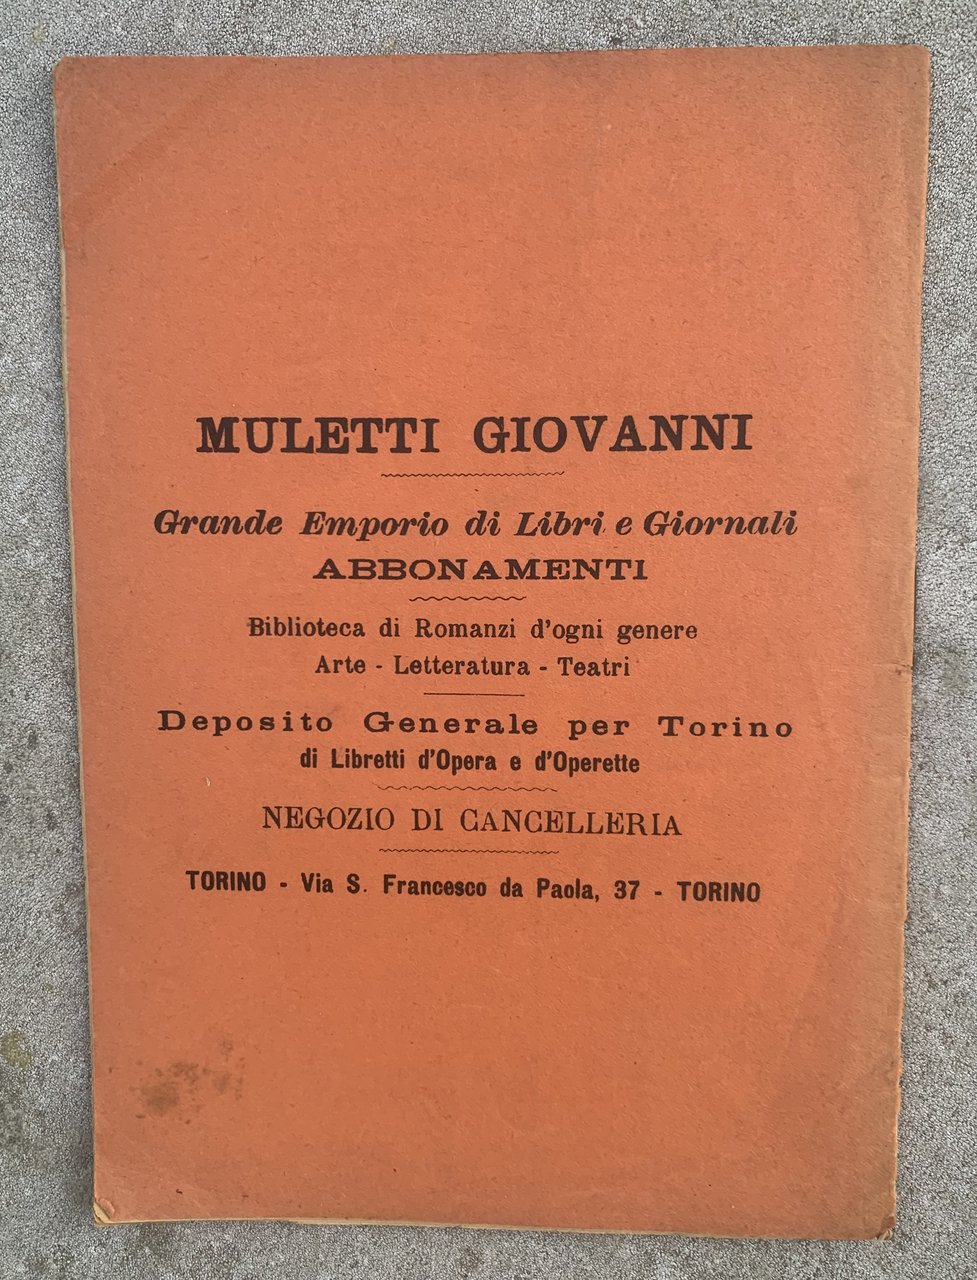 MULETTI GIOVANNI
Grande Emporio di Libri e Giornali
ABBONAMENTI
Biblioteca di Romanzi d'ogni genere
Arte - Letteratura - Teatri
Deposito Generale per Torino
di Libretti d'Opera e d'Operette
NEGOZIO DI CANCELLERIA
TORINO - Via S. Francesco da Paola, 37 - TORINO